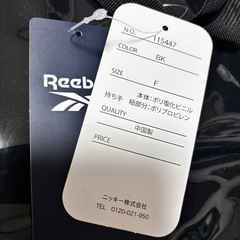 Reebok
NO. 115447
COLOR BK
SIZE F
本体：ポリ塩化ビニル
持ち手 紐部分：ポリプロピレン
QUALITY 中国製
PRICE
ニッキー株式会社
TEL 0120-021-950